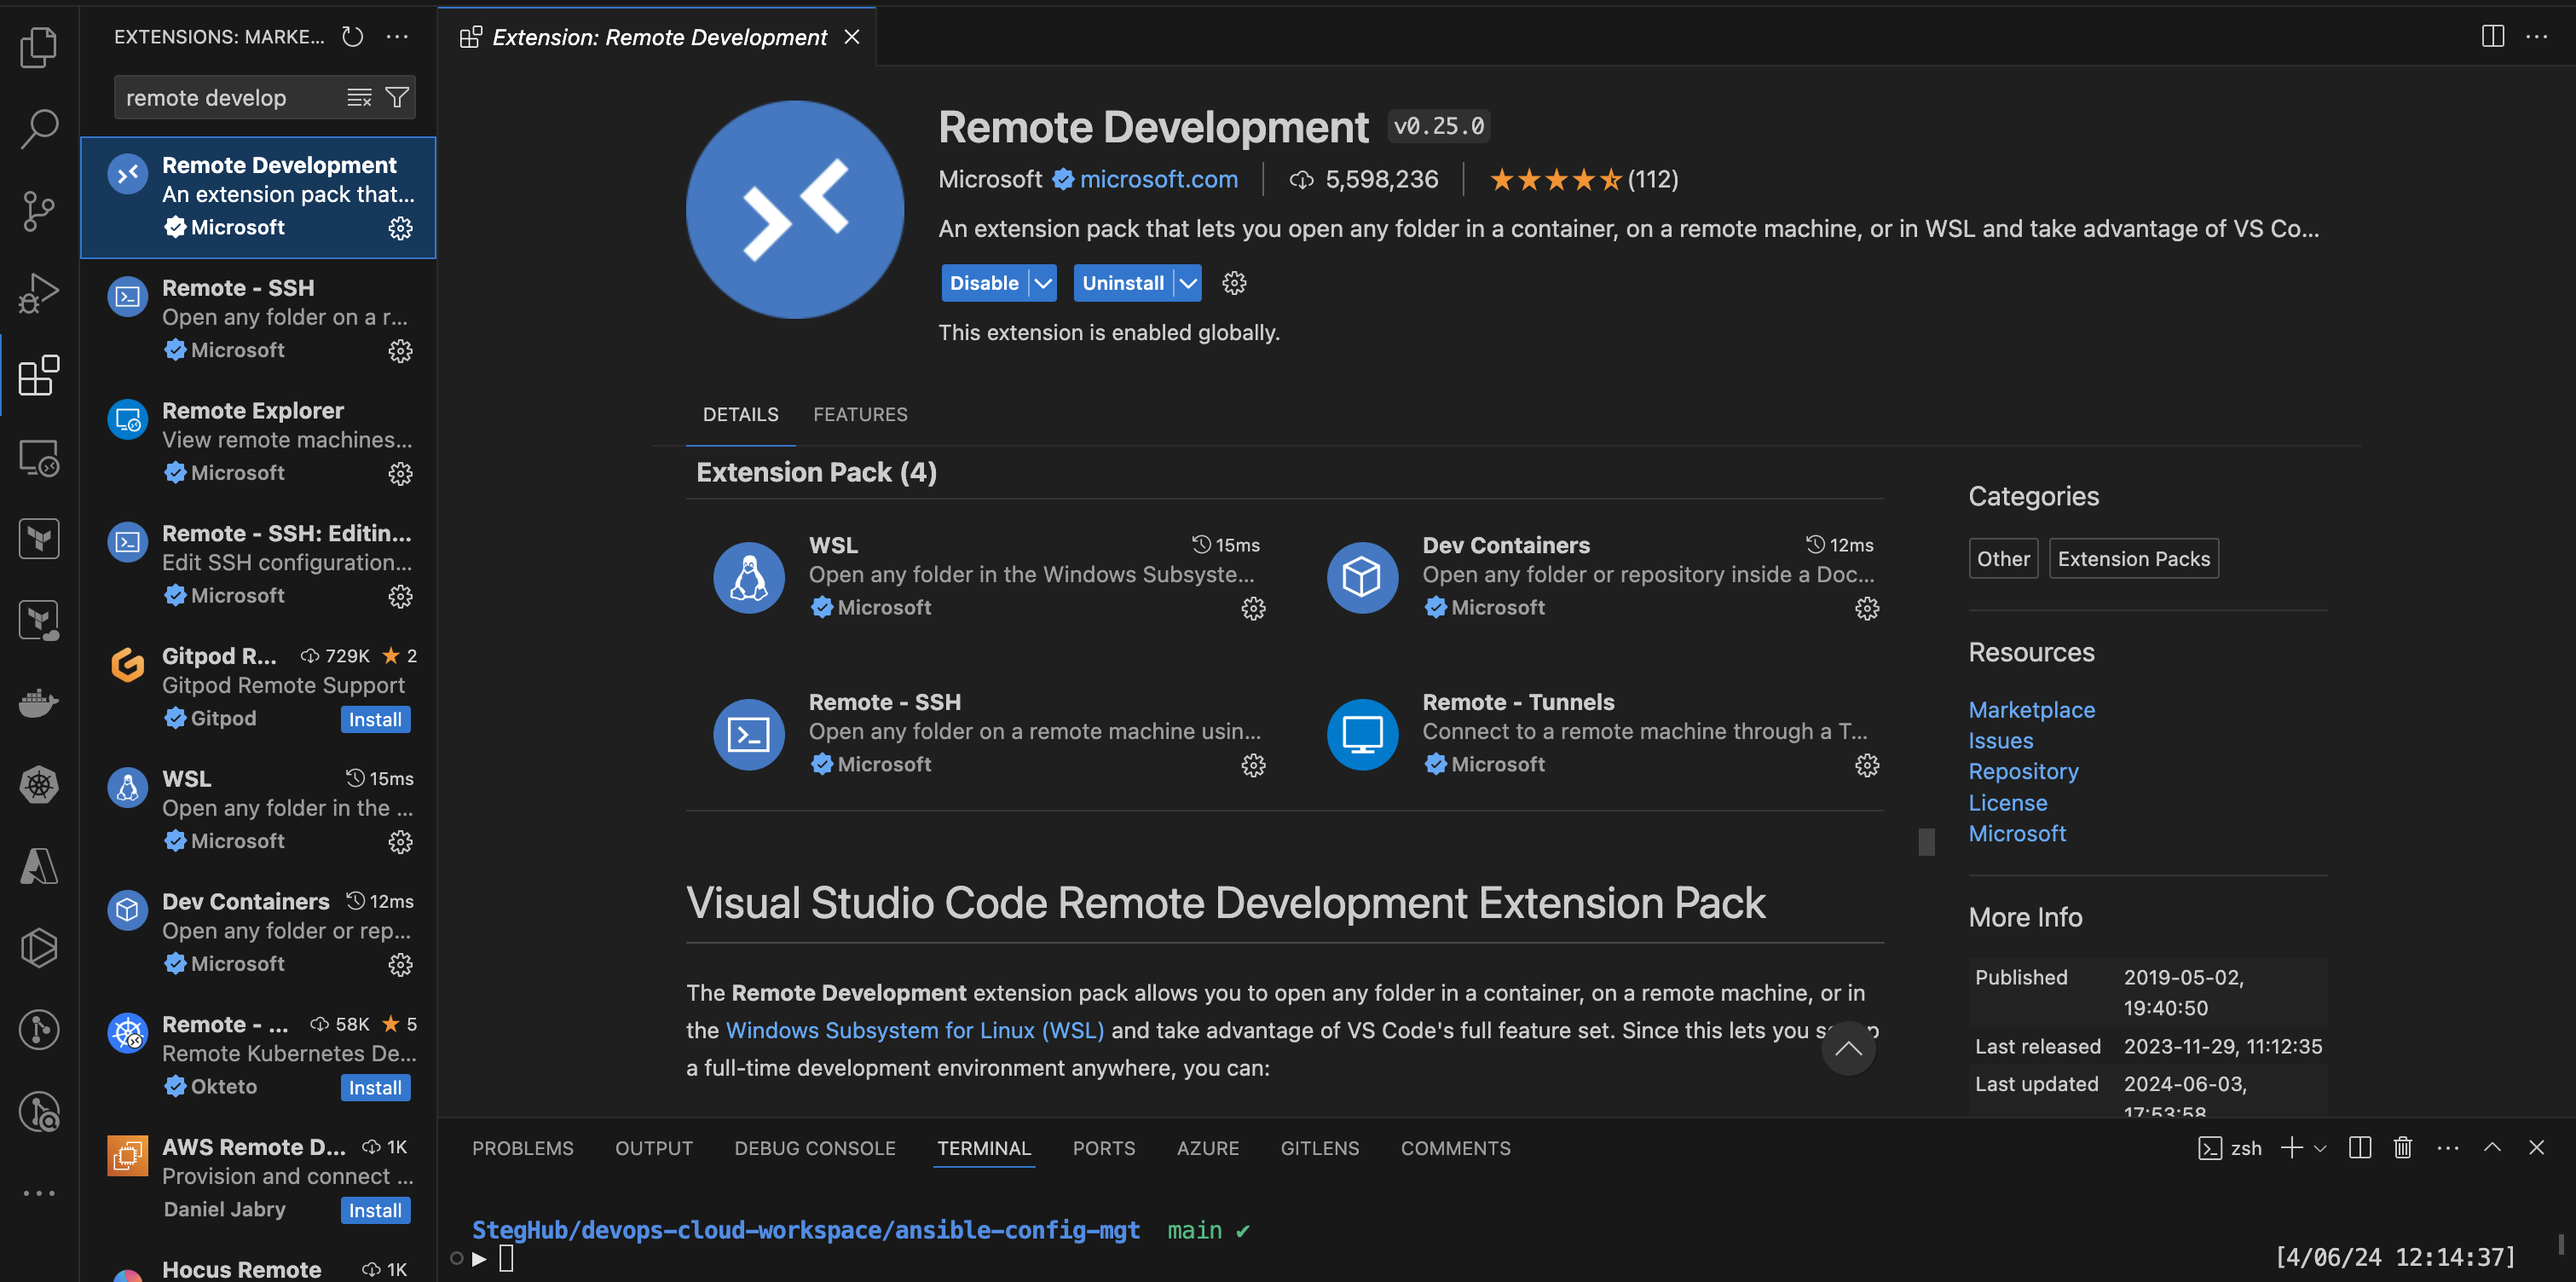 EXTENSIONS: MARKE...
remote develop
Remote Development
An extension pack that...
Microsoft
Remote - SSH
Open any folder on a r...
Microsoft
Remote Explorer
View remote machines...
Microsoft
Remote - SSH: Editin...
Edit SSH configuration...
Microsoft
Gitpod R... 729K ★ 2
Gitpod Remote Support
Gitpod Install
WSL 15ms
Open any folder in the ...
Microsoft
Dev Containers 12ms
Open any folder or rep...
Microsoft
Remote - ... 58K ★ 5
Remote Kubernetes De...
Okteto Install
AWS Remote D... 1K
Provision and connect ...
Daniel Jabry Install
Hocus Remote 1K
Extension: Remote Development
Remote Development v0.25.0
Microsoft microsoft.com 5,598,236 (112)
An extension pack that lets you open any folder in a container, on a remote machine, or in WSL and take advantage of VS Co...
Disable Uninstall
This extension is enabled globally.
DETAILS FEATURES
Extension Pack (4)
WSL 15ms
Open any folder in the Windows Subsyste...
Microsoft
Dev Containers 12ms
Open any folder or repository inside a Doc...
Microsoft
Remote - SSH
Open any folder on a remote machine usin...
Microsoft
Remote - Tunnels
Connect to a remote machine through a T...
Microsoft
Visual Studio Code Remote Development Extension Pack
The Remote Development extension pack allows you to open any folder in a container, on a remote machine, or in
the Windows Subsystem for Linux (WSL) and take advantage of VS Code's full feature set. Since this lets you
a full-time development environment anywhere, you can:
Categories
Other Extension Packs
Resources
Marketplace
Issues
Repository
License
Microsoft
More Info
Published 2019-05-02,
19:40:50
Last released 2023-11-29, 11:12:35
Last updated 2024-06-03,
17:53:58
PROBLEMS OUTPUT DEBUG CONSOLE TERMINAL PORTS AZURE GITLENS COMMENTS
zsh
StegHub/devops-cloud-workspace/ansible-config-mgt main ✔
[4/06/24 12:14:37]